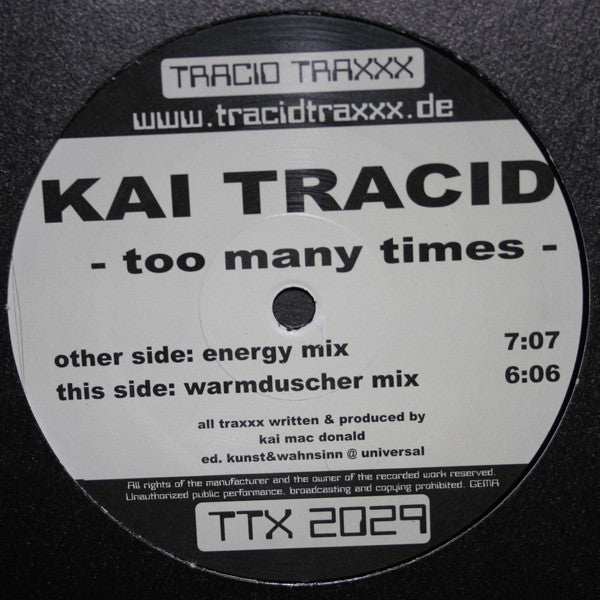 TRACID TRAXXX
www.tracidtraxxx.de
KAI TRACID
- too many times -
other side: energy mix 7:07
this side: warmduscher mix 6:06
all traxxx written & produced by
kai mac donald
ed. kunst&wahnsinn @ universal
All rights of the manufacturer and the owner of the recorded work reserved.
Unauthorized public performance, broadcasting and copying prohibited. GEMA
TTX 2029